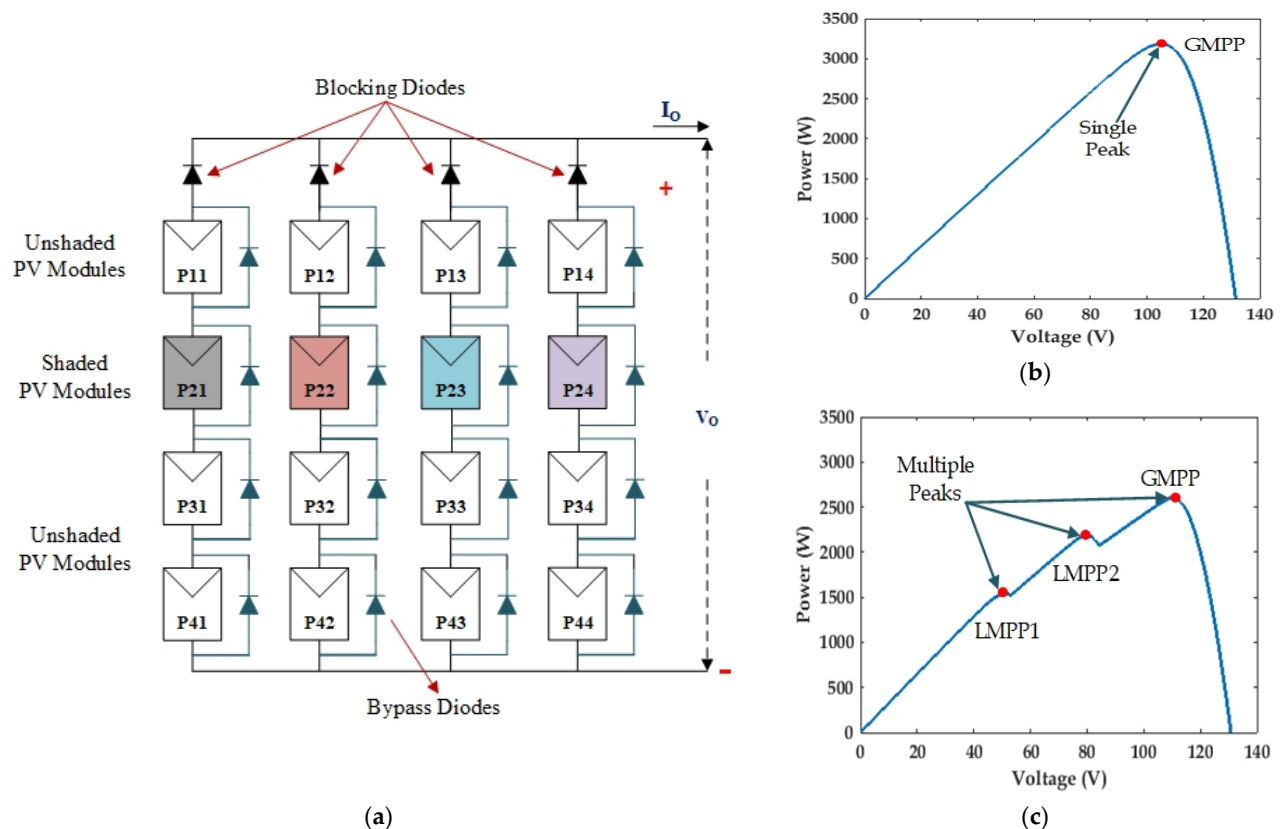 Blocking Diodes
I₀
+
Unshaded
PV Modules
P11
P12
P13
P14
Shaded
PV Modules
P21
P22
P23
P24
V₀
P31
P32
P33
P34
Unshaded
PV Modules
P41
P42
P43
P44
-
Bypass Diodes
(a)
3500
3000
2500
2000
1500
1000
500
0
Power (W)
GMPP
Single
Peak
0 20 40 60 80 100 120 140
Voltage (V)
(b)
3500
3000
2500
2000
1500
1000
500
0
Power (W)
Multiple
Peaks
GMPP
LMPP2
LMPP1
0 20 40 60 80 100 120 140
Voltage (V)
(c)